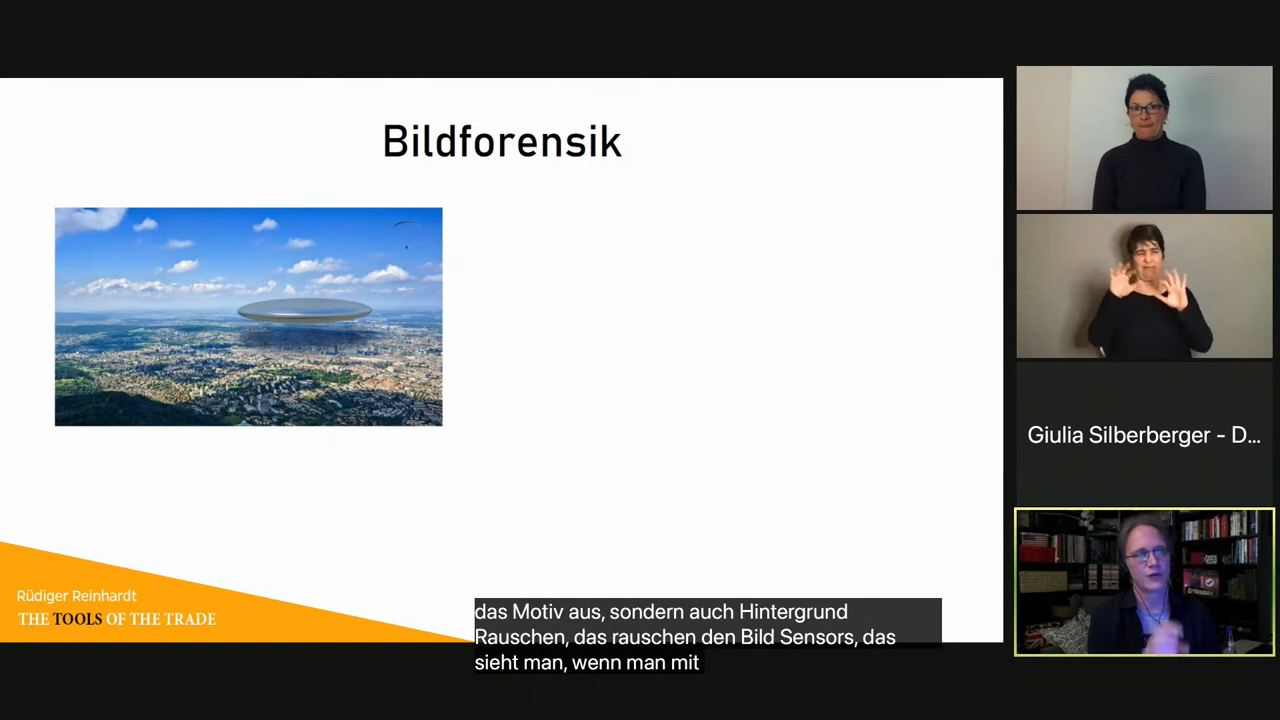 Bildforensik
Giulia Silberberger - D...
Rüdiger Reinhardt
THE TOOLS OF THE TRADE
das Motiv aus, sondern auch Hintergrund
Rauschen, das rauschen den Bild Sensors, das
sieht man, wenn man mit